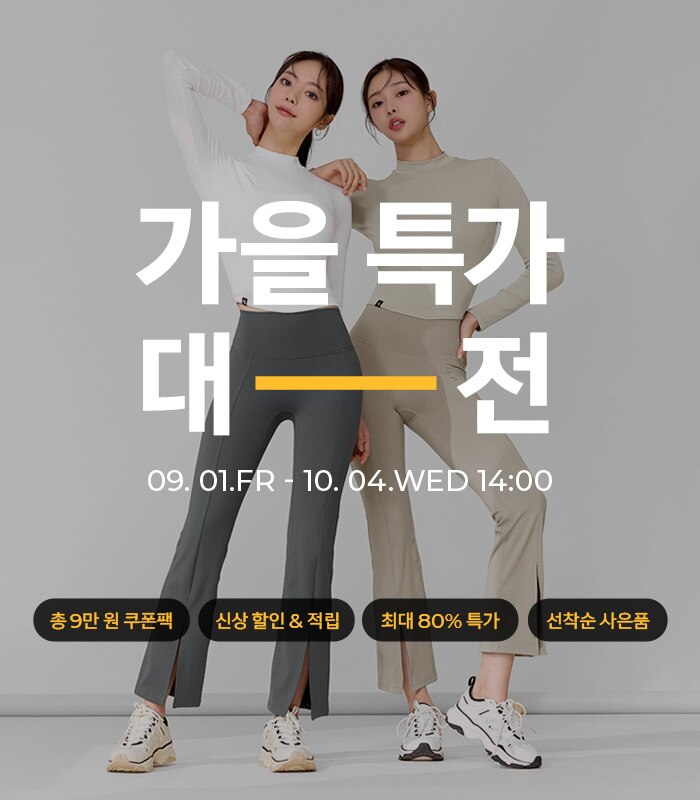 가을 특가
대 전
09. 01.FR - 10. 04.WED 14:00
총 9만 원 쿠폰팩 신상 할인 & 적립 최대 80% 특가 선착순 사은품